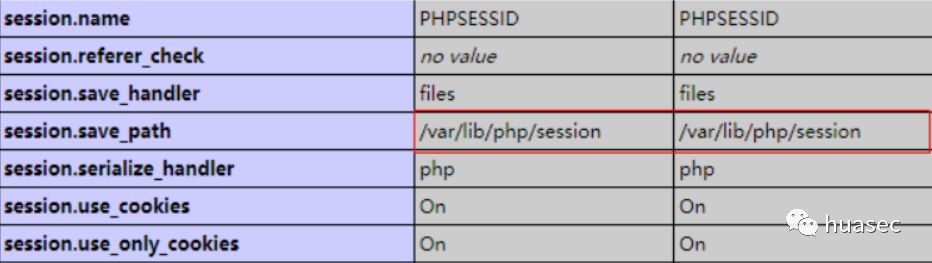 session.name PHPSESSID PHPSESSID
session.referer_check no value no value
session.save_handler files files
session.save_path /var/lib/php/session /var/lib/php/session
session.serialize_handler php php
session.use_cookies On On
session.use_only_cookies On On
huasec